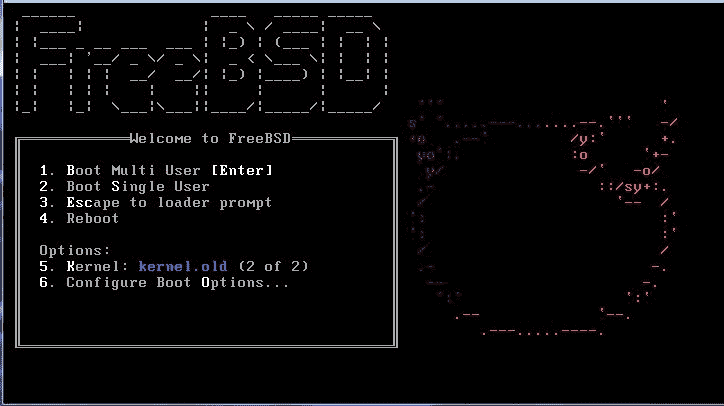 FreeBSD
Welcome to FreeBSD
1. Boot Multi User [Enter]
2. Boot Single User
3. Escape to loader prompt
4. Reboot
Options:
5. Kernel: kernel.old (2 of 2)
6. Configure Boot Options...